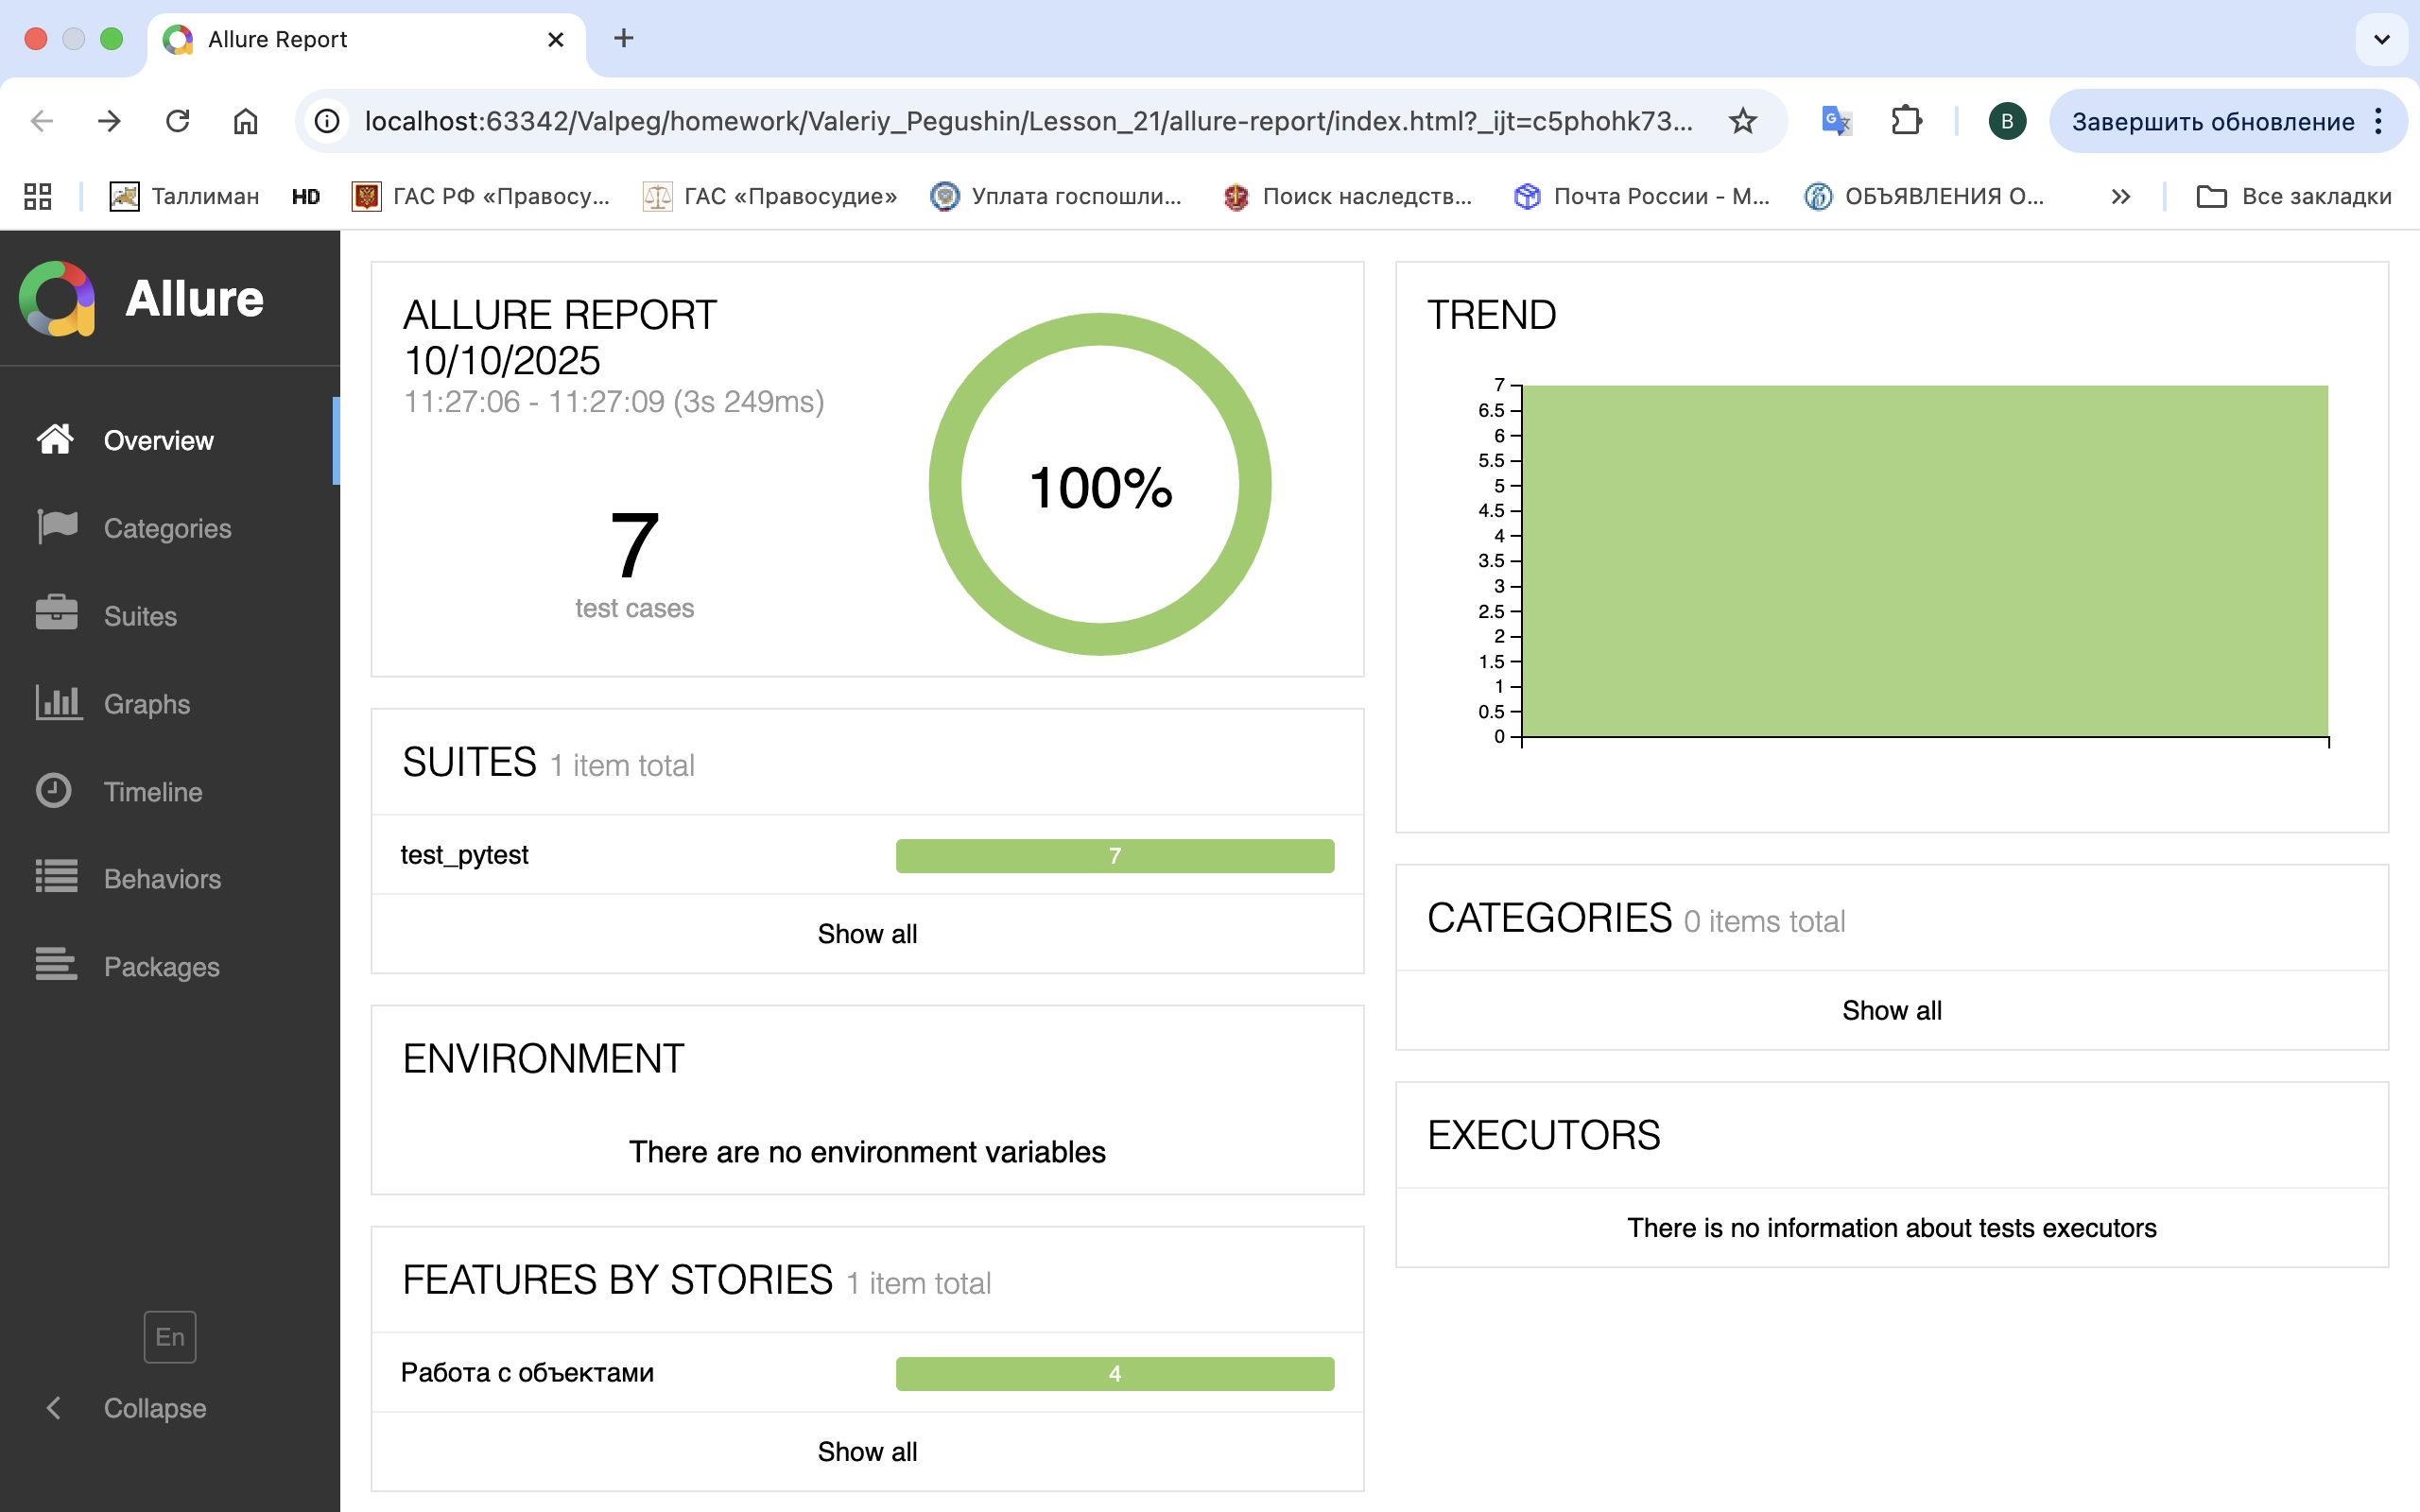 Allure Report
localhost:63342/Valpeg/homework/Valeriy_Pegushin/Lesson_21/allure-report/index.html?_ijt=c5phohk73...
В
Завершить обновление
Таллиман
HD
ГАС РФ «Правосу...
ГАС «Правосудие»
Уплата госпошли...
Поиск наследств...
Почта России - М...
ОБЪЯВЛЕНИЯ О...
Все закладки
Allure
Overview
Categories
Suites
Graphs
Timeline
Behaviors
Packages
En
Collapse
ALLURE REPORT
10/10/2025
11:27:06 - 11:27:09 (3s 249ms)
7
test cases
100%
SUITES 1 item total
test_pytest 7
Show all
ENVIRONMENT
There are no environment variables
FEATURES BY STORIES 1 item total
Работа с объектами 4
Show all
TREND
7
6.5
6
5.5
5
4.5
4
3.5
3
2.5
2
1.5
1
0.5
0
CATEGORIES 0 items total
Show all
EXECUTORS
There is no information about tests executors